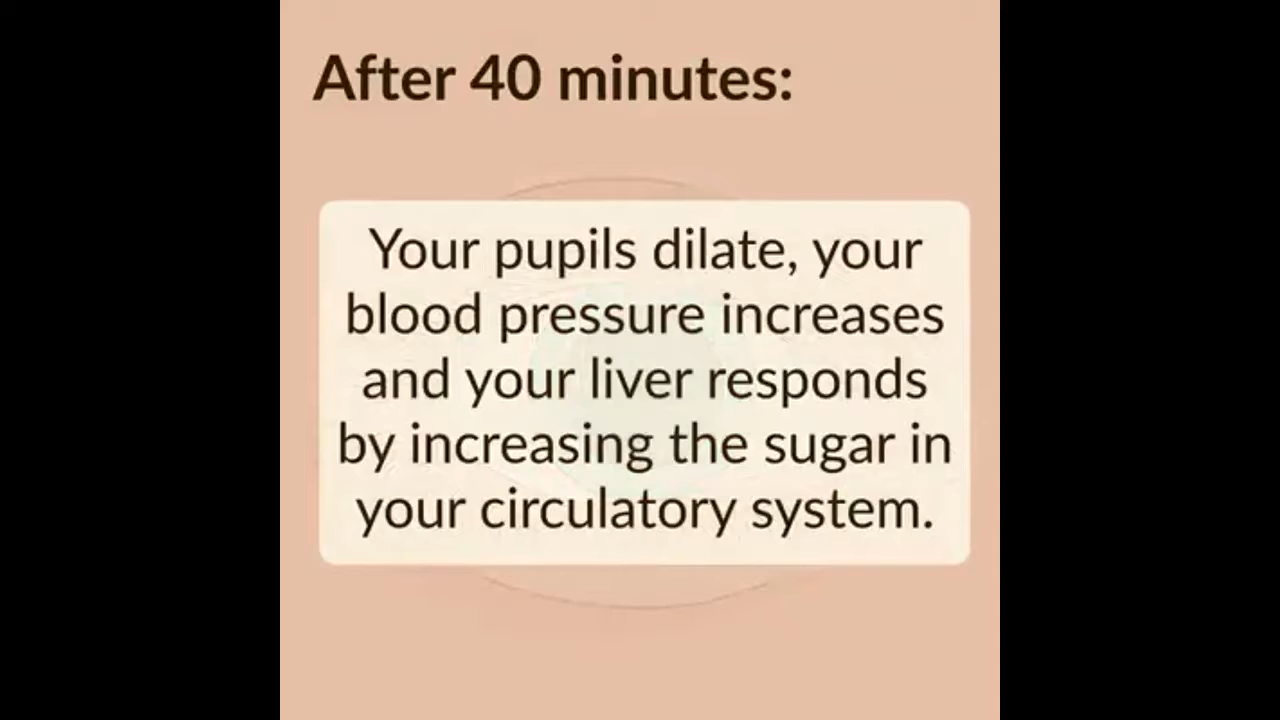 After 40 minutes:
Your pupils dilate, your
blood pressure increases
and your liver responds
by increasing the sugar in
your circulatory system.